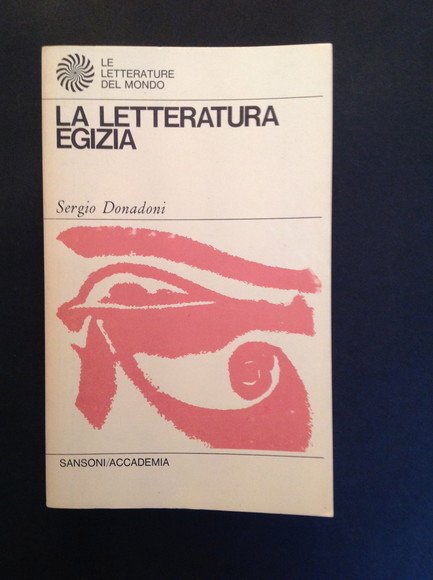 LE
LETTERATURE
DEL MONDO
LA LETTERATURA
EGIZIA
Sergio Donadoni
SANSONI/ACCADEMIA